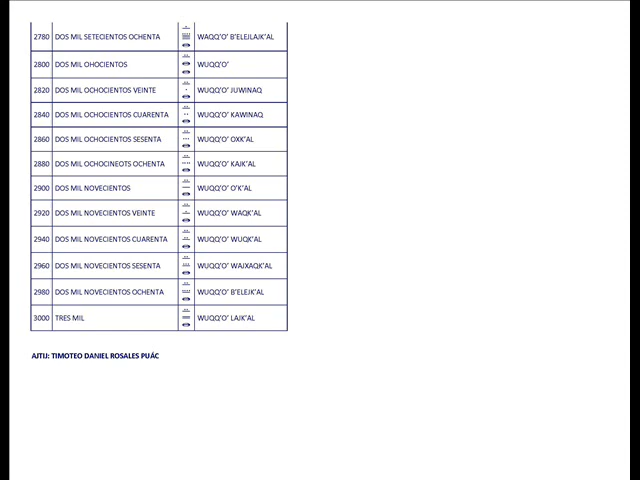 2780 DOS MIL SETECIENTOS OCHENTA WAQQ'O' B'ELEJLAJK'AL
2800 DOS MIL OHOCIENTOS WUQQ'O'
2820 DOS MIL OCHOCIENTOS VEINTE WUQQ'O' JUWINAQ
2840 DOS MIL OCHOCIENTOS CUARENTA WUQQ'O' KAWINAQ
2860 DOS MIL OCHOCIENTOS SESENTA WUQQ'O' OXK'AL
2880 DOS MIL OCHOCINEOTS OCHENTA WUQQ'O' KAJK'AL
2900 DOS MIL NOVECIENTOS WUQQ'O' O'K'AL
2920 DOS MIL NOVECIENTOS VEINTE WUQQ'O' WAQK'AL
2940 DOS MIL NOVECIENTOS CUARENTA WUQQ'O' WUQK'AL
2960 DOS MIL NOVECIENTOS SESENTA WUQQ'O' WAJXAQK'AL
2980 DOS MIL NOVECIENTOS OCHENTA WUQQ'O' B'ELEJK'AL
3000 TRES MIL WUQQ'O' LAJK'AL
AJTIJ: TIMOTEO DANIEL ROSALES PUÁC